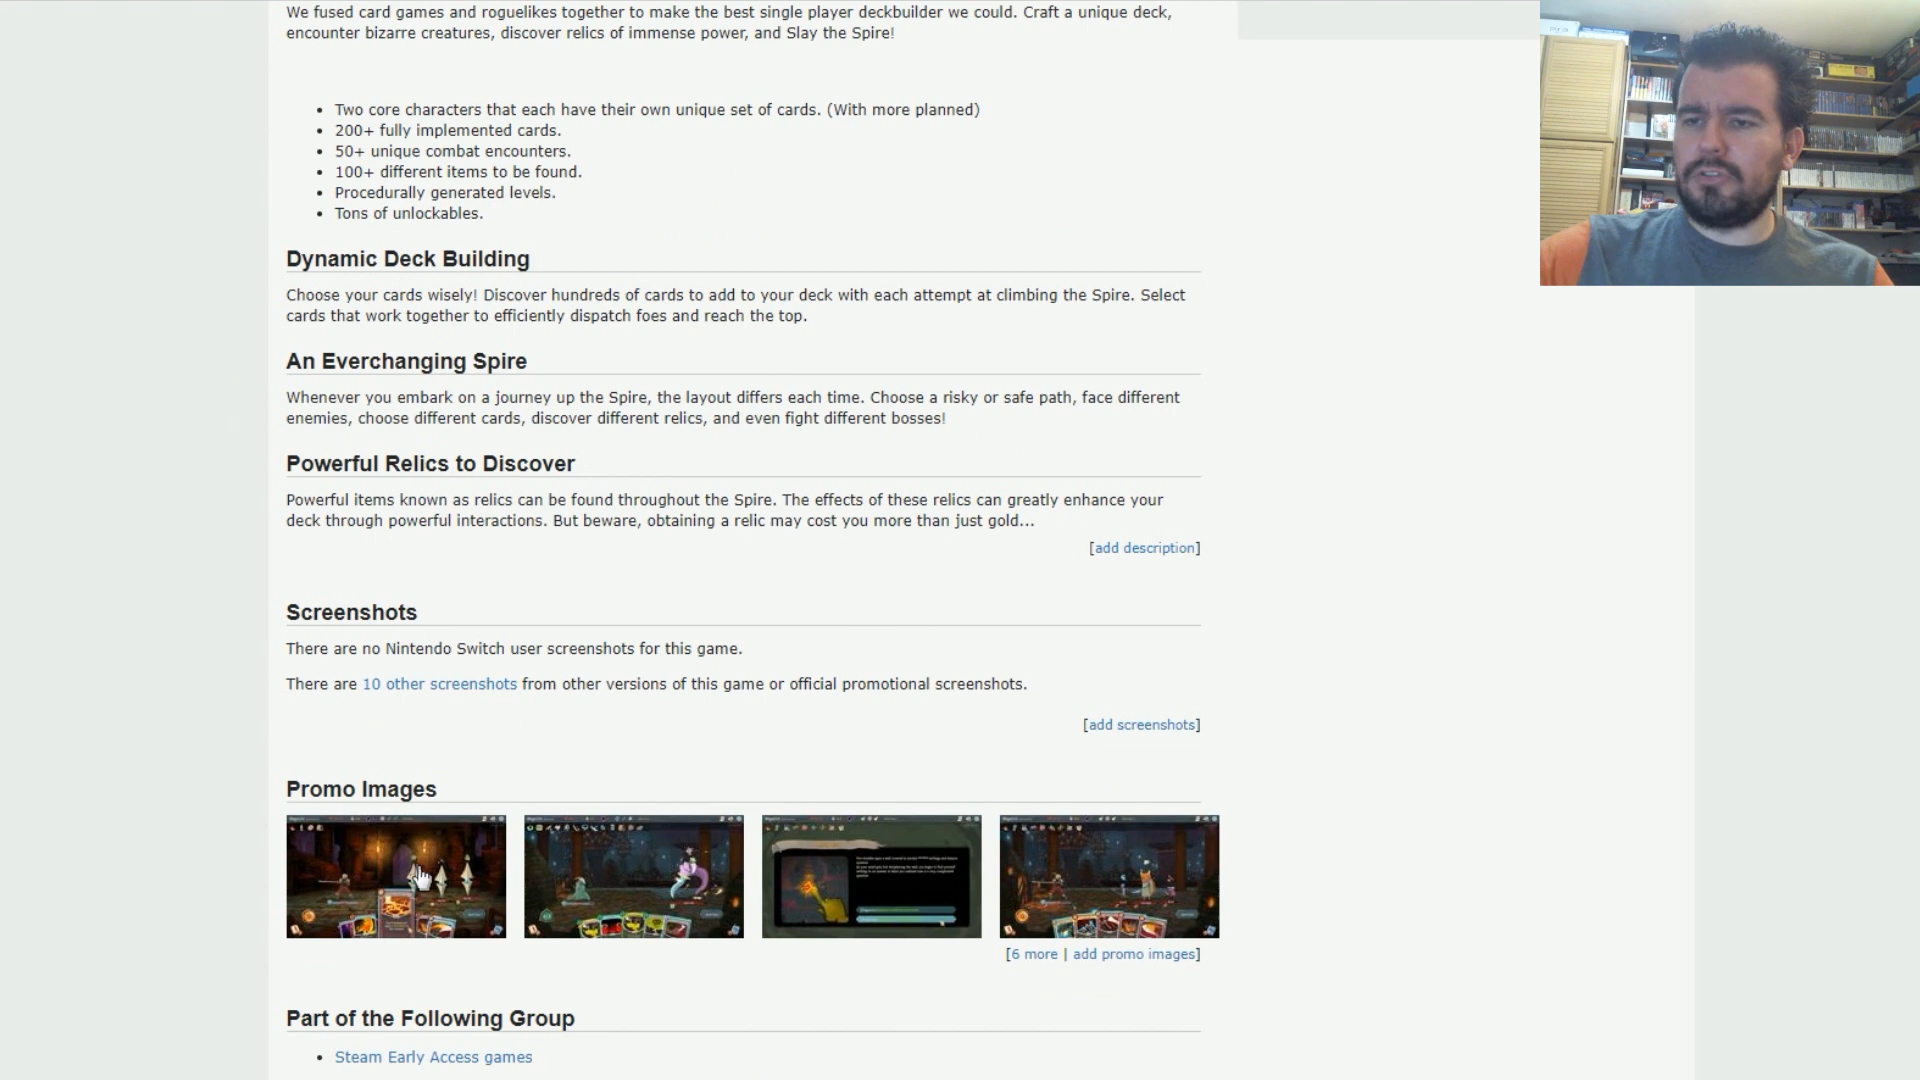 We fused card games and roguelikes together to make the best single player deckbuilder we could. Craft a unique deck,
encounter bizarre creatures, discover relics of immense power, and Slay the Spire!
• Two core characters that each have their own unique set of cards. (With more planned)
• 200+ fully implemented cards.
• 50+ unique combat encounters.
• 100+ different items to be found.
• Procedurally generated levels.
• Tons of unlockables.
Dynamic Deck Building
Choose your cards wisely! Discover hundreds of cards to add to your deck with each attempt at climbing the Spire. Select
cards that work together to efficiently dispatch foes and reach the top.
An Everchanging Spire
Whenever you embark on a journey up the Spire, the layout differs each time. Choose a risky or safe path, face different
enemies, choose different cards, discover different relics, and even fight different bosses!
Powerful Relics to Discover
Powerful items known as relics can be found throughout the Spire. The effects of these relics can greatly enhance your
deck through powerful interactions. But beware, obtaining a relic may cost you more than just gold...
[add description]
Screenshots
There are no Nintendo Switch user screenshots for this game.
There are 10 other screenshots from other versions of this game or official promotional screenshots.
[add screenshots]
Promo Images
[6 more | add promo images]
Part of the Following Group
• Steam Early Access games